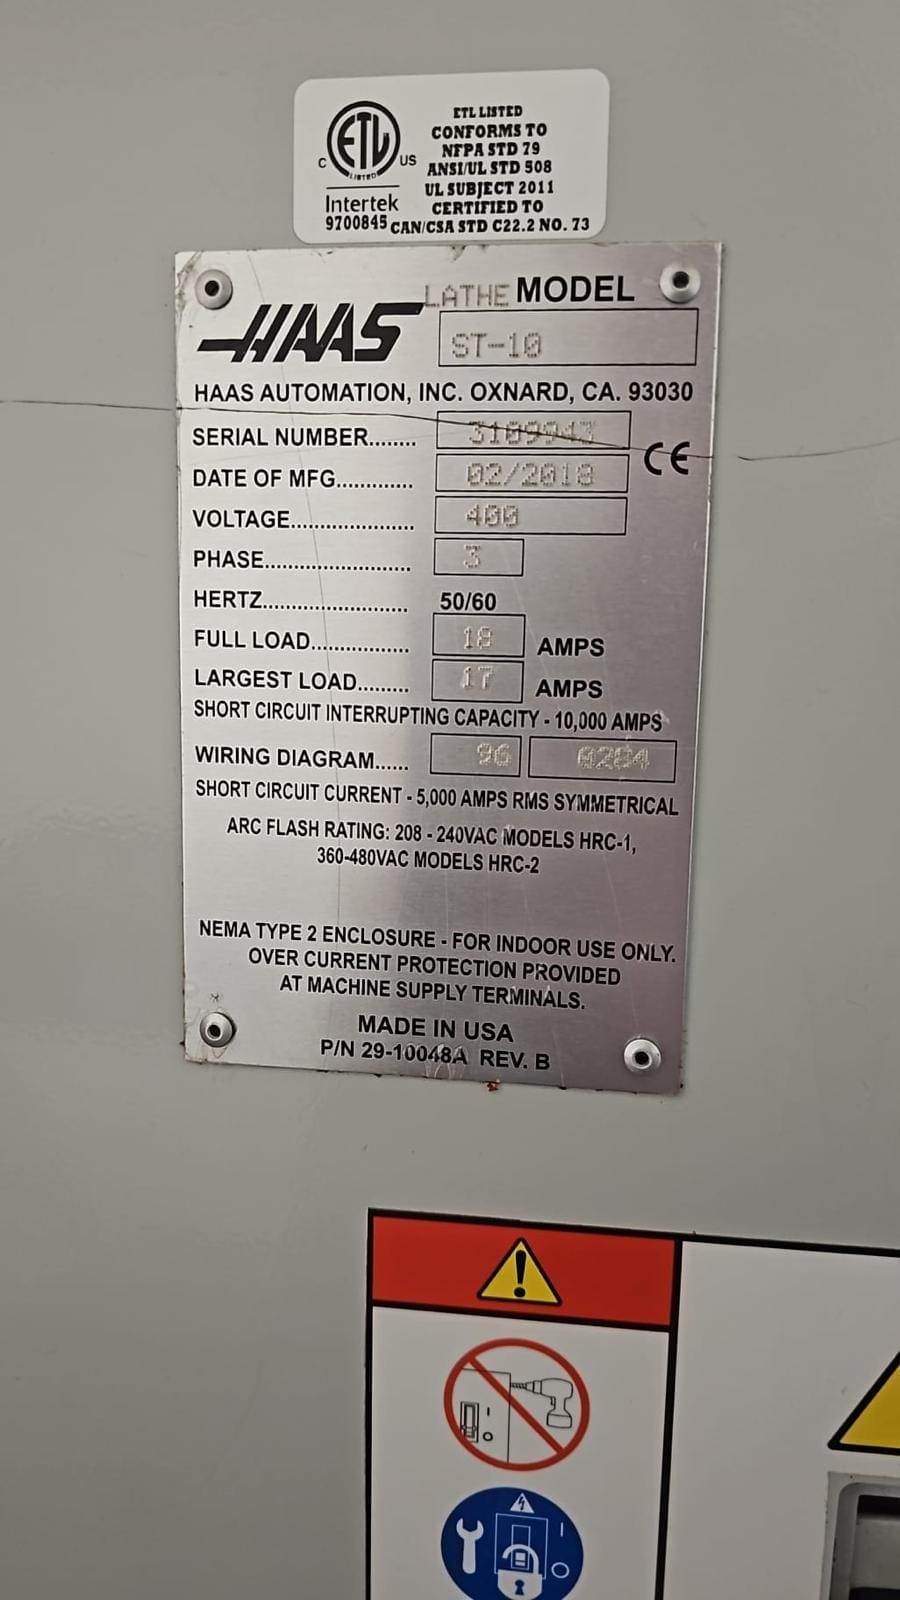 ETL LISTED
CONFORMS TO
NFPA STD 79
ANSI/UL STD 508
UL SUBJECT 2011
CERTIFIED TO
CAN/CSA STD C22.2 NO. 73
C ETL US
LISTED
Intertek
9700845
HAAS
LATHE MODEL
ST-10
HAAS AUTOMATION, INC. OXNARD, CA. 93030
SERIAL NUMBER........ 3109943
CE
DATE OF MFG............. 02/2018
VOLTAGE..................... 400
PHASE......................... 3
HERTZ......................... 50/60
FULL LOAD................. 18 AMPS
LARGEST LOAD......... 17 AMPS
SHORT CIRCUIT INTERRUPTING CAPACITY - 10,000 AMPS
WIRING DIAGRAM...... 96 0284
SHORT CIRCUIT CURRENT - 5,000 AMPS RMS SYMMETRICAL
ARC FLASH RATING: 208 - 240VAC MODELS HRC-1,
360-480VAC MODELS HRC-2
NEMA TYPE 2 ENCLOSURE - FOR INDOOR USE ONLY.
OVER CURRENT PROTECTION PROVIDED
AT MACHINE SUPPLY TERMINALS.
MADE IN USA
P/N 29-10048A REV. B